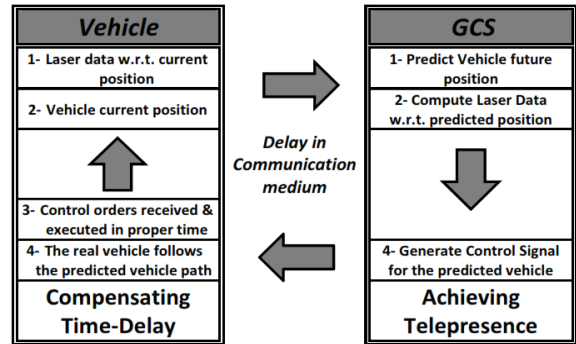 Vehicle
1- Laser data w.r.t. current
position
2- Vehicle current position
3- Control orders received &
executed in proper time
4- The real vehicle follows
the predicted vehicle path
Compensating
Time-Delay
Delay in
Communication
medium
GCS
1- Predict Vehicle future
position
2- Compute Laser Data
w.r.t. predicted position
4- Generate Control Signal
for the predicted vehicle
Achieving
Telepresence